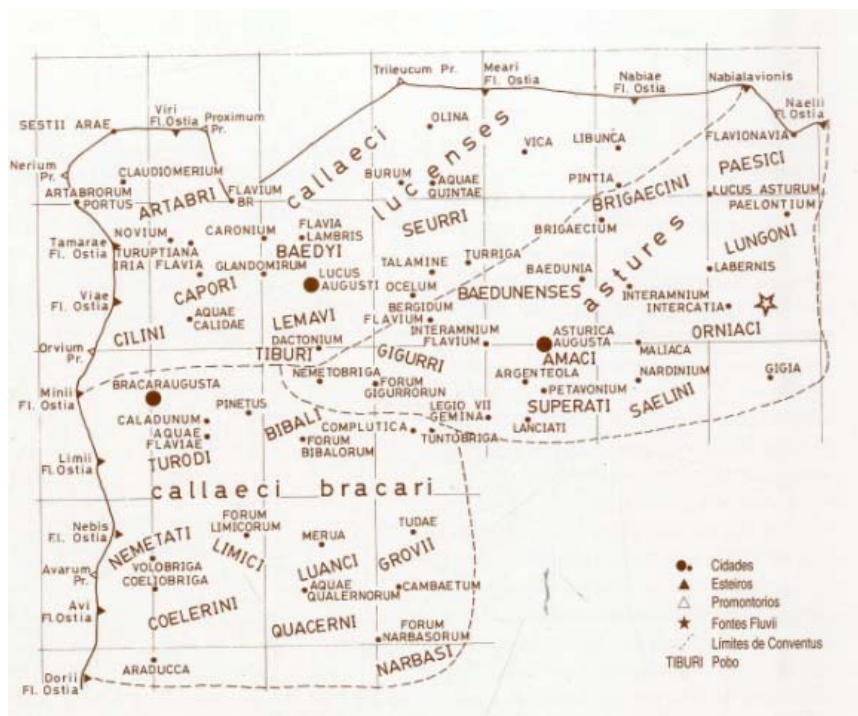 Trileucum Pr.
Meari
Fl. Ostia
Nabiae
Fl. Ostia
Nabialavionis
Naelii
Fl. Ostia
Viri
Fl. Ostia
Proximum
Pr.
SESTII ARAE
OLINA
VICA
LIBUNCA
FLAVIONAVIA
Nerium
Pr.
CLAUDIOMERIUM
callaeci
lucenses
BURUM
AQUAE
QUINTAE
PINTIA
PAESICI
ARTABRORUM
PORTUS
ARTABRI
FLAVIUM
BR
BRIGAECINI
LUCUS ASTURUM
PAELONTIUM
NOVIUM
CARONIUM
FLAVIA
LAMBRIS
SEURRI
BRIGAECIUM
LUNGONI
Tamarae
Fl. Ostia
TURUPTIANA
IRIA
FLAVIA
BAEDYI
GLANDOMIRUM
TALAMINE
TURRIGA
astures
LABERNIS
LUCUS
AUGUSTI
OCELUM
BAEDUNIA
BAEDUNENSES
INTERAMNIUM
INTERCATIA
Viae
Fl. Ostia
CAPORI
AQUAE
CALIDAE
LEMAVI
BERGIDUM
FLAVIUM
INTERAMNIUM
FLAVIUM
ASTURICA
AUGUSTA
ORNIACI
CILINI
DACTONIUM
TIBURI
GIGURRI
AMACI
MALIACA
Orvium
Pr.
NEMETOBRIGA
FORUM
GIGURRORUN
ARGENTEOLA
PETAVONIUM
NARDINIUM
GIGIA
Minii
Fl. Ostia
BRACARAUGUSTA
PINETUS
BIBALI
LEGIO VII
GEMINA
SUPERATI
SAELINI
LANCIATI
CALADUNUM
AQUAE
FLAVIAE
FORUM
BIBALORUM
COMPLUTICA
TUNTOBRIGA
TURODI
Limii
Fl. Ostia
callaeci bracari
Nebis
Fl. Ostia
NEMETATI
FORUM
LIMICORUM
LIMICI
MERUA
TUDAE
LUANCI
GROVII
Avarum
Pr.
VOLOBRIGA
COELIOBRIGA
AQUAE
QUALERNORUM
CAMBAETUM
Avi
Fl. Ostia
COELERINI
QUACERNI
FORUM
NARBASORUM
NARBASI
ARADUCCA
Dorii
Fl. Ostia
Cidades
Esteiros
Promontorios
Fontes Fluvii
Límites de Conventus
TIBURI Pobo